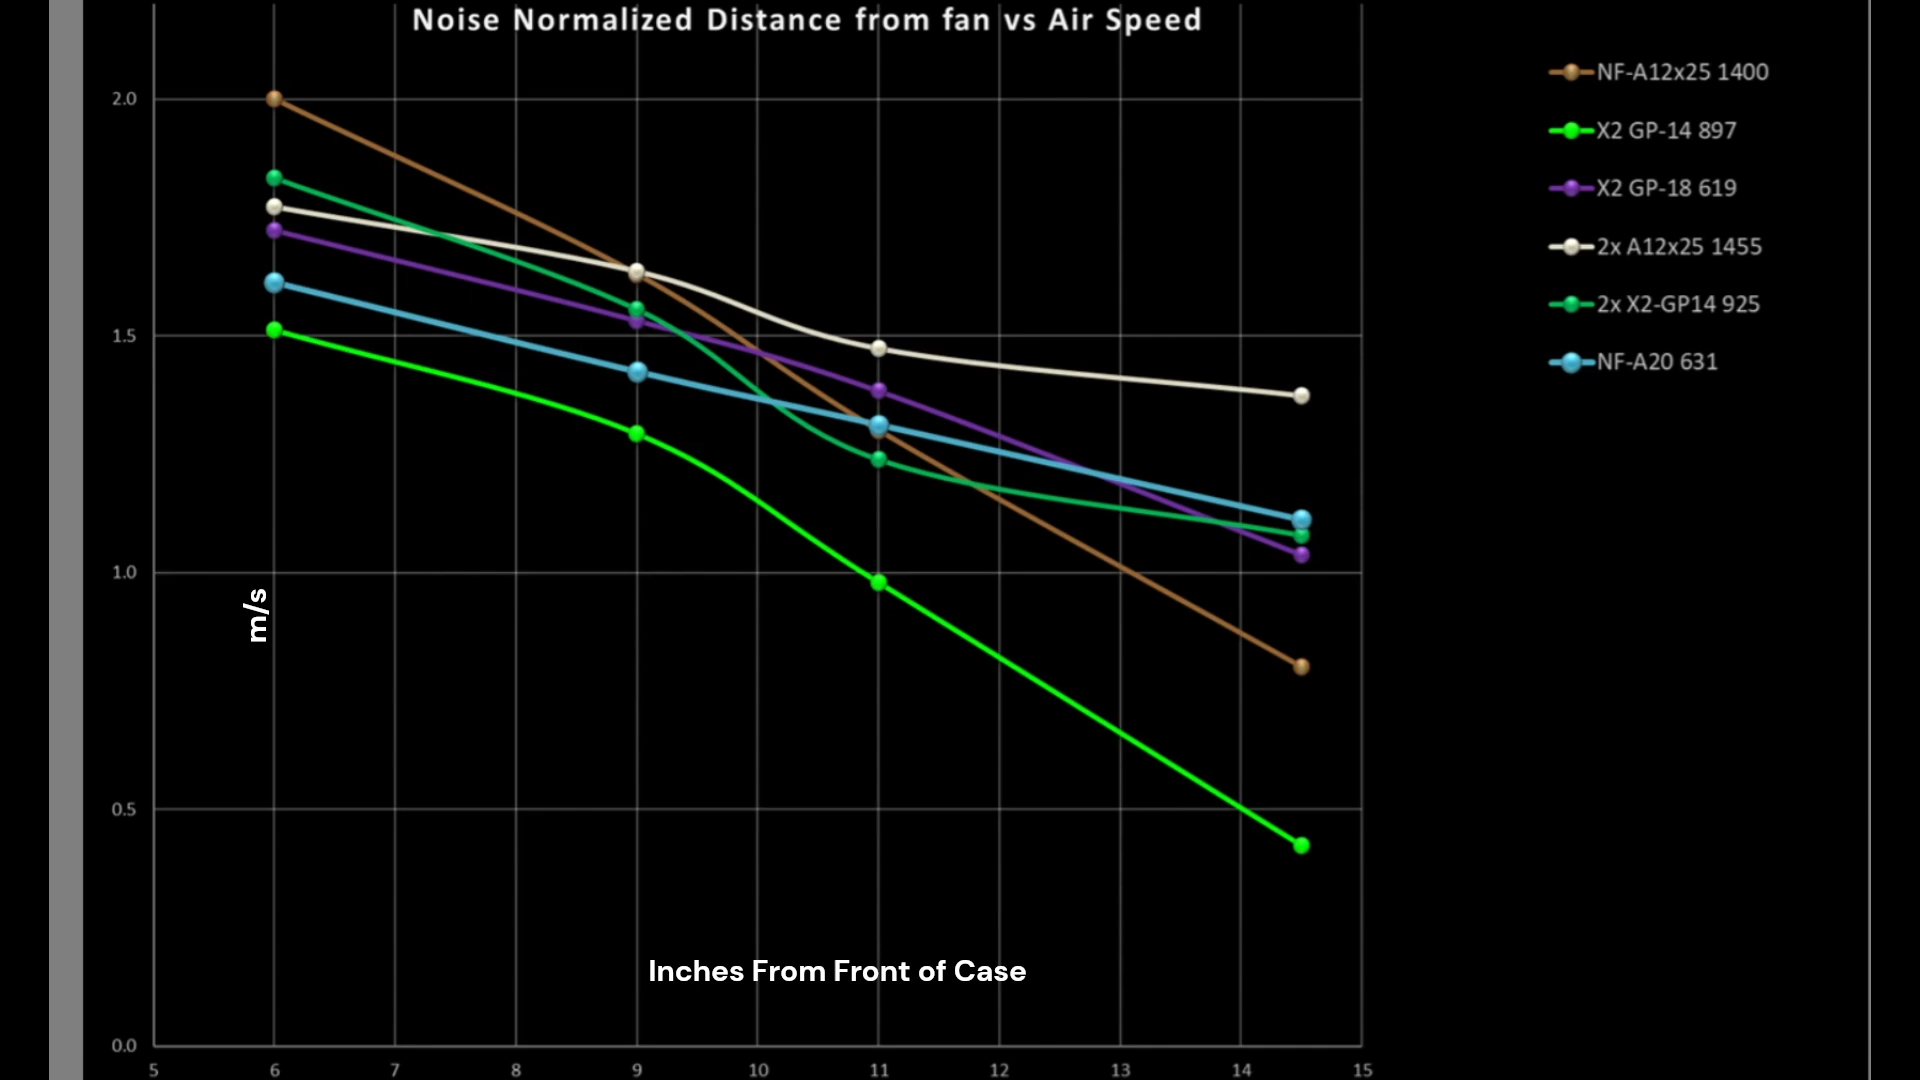 Noise Normalized Distance from fan vs Air Speed
NF-A12x25 1400
X2 GP-14 897
X2 GP-18 619
2x A12x25 1455
2x X2-GP14 925
NF-A20 631
2.0
1.5
1.0
0.5
0.0
m/s
Inches From Front of Case
5 6 7 8 9 10 11 12 13 14 15